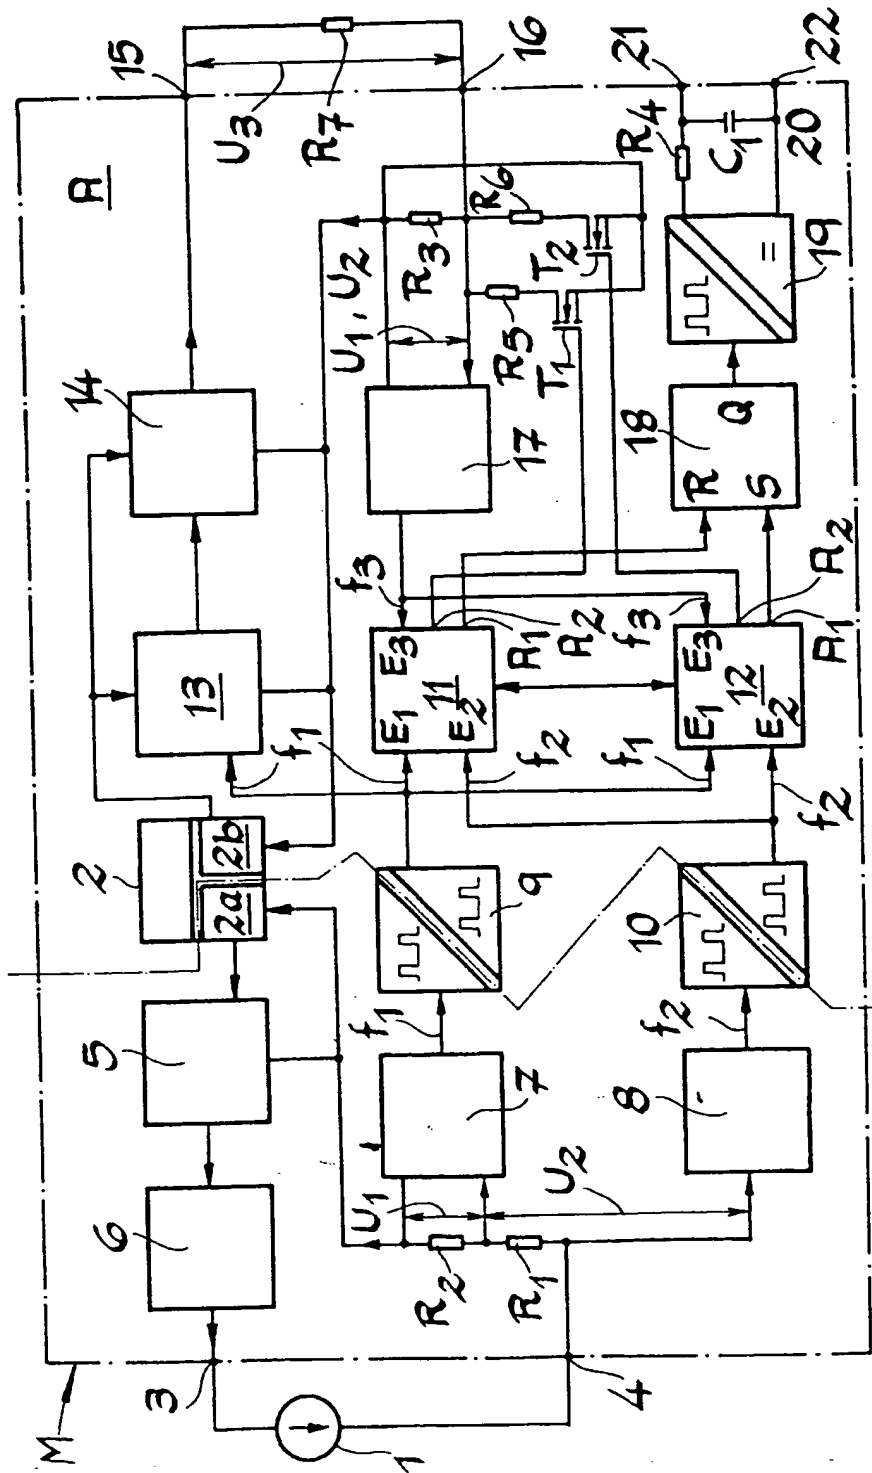 M
A
3
6
5
2
13
14
15
2a
2b
U3
R7
16
1
4
U1
R2
R1
U2
7
8
f1
f2
9
10
f1
f2
f1
f2
E1
E2
E3
11
E1
E2
E3
12
f3
A1
A2
f3
A2
A1
17
U1, U2
R3
R6
R5
T1
T2
18
R
S
Q
19
=
R4
C1
20
21
22